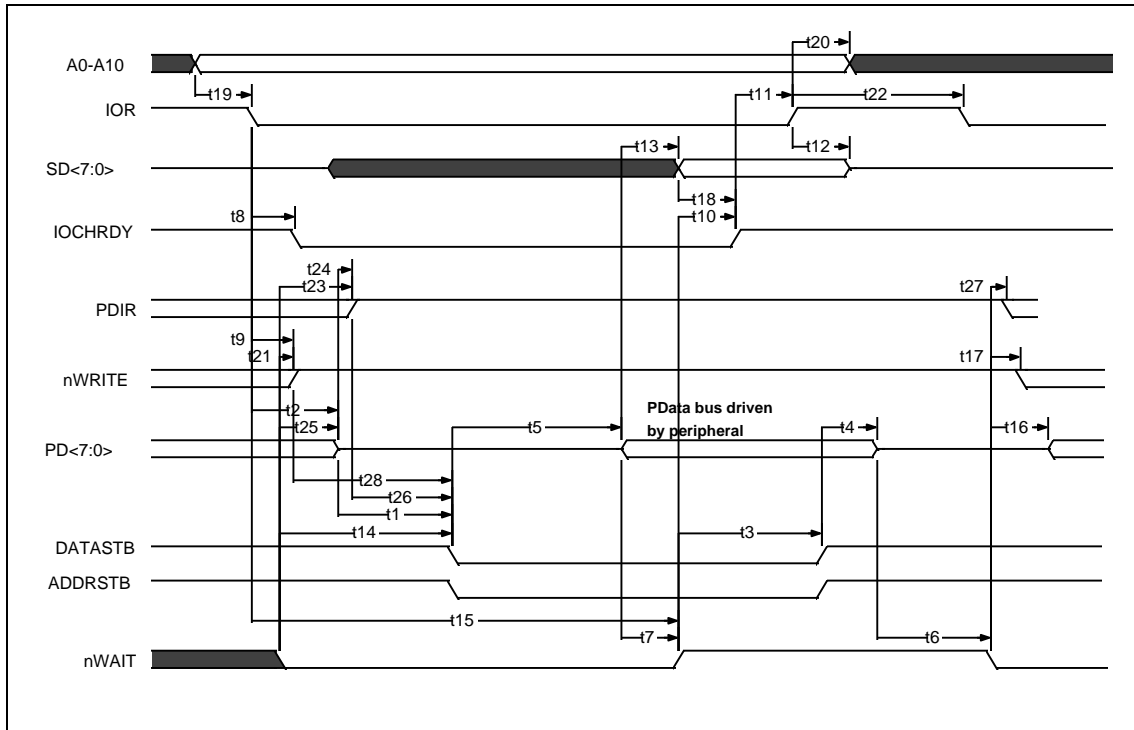 t20
A0-A10
t19
t11
t22
IOR
t13
t12
SD<7:0>
t18
t8
t10
IOCHRDY
t24
t23
t27
PDIR
t9
t21
t17
nWRITE
t2
PData bus driven
t25
t5
t4
t16
by peripheral
PD<7:0>
t28
t26
t1
t14
t3
DATASTB
ADDRSTB
t15
t7
t6
nWAIT